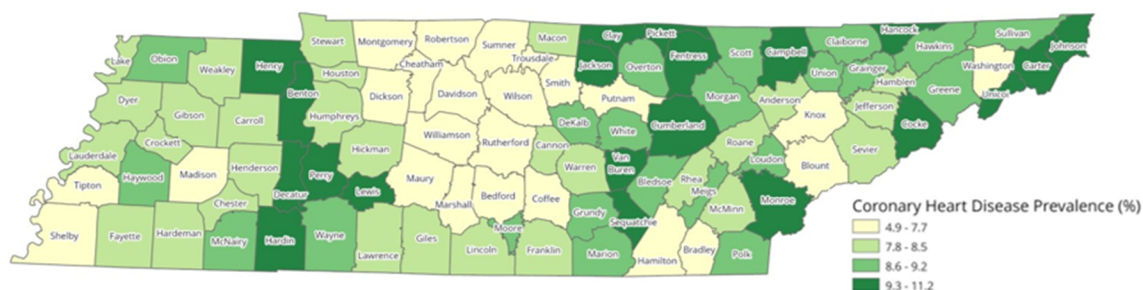 Stewart
Montgomery
Robertson
Sumner
Macon
Clay
Pickett
Hancock
Sullivan
Johnson
Lake
Obion
Weakley
Henry
Houston
Cheatham
Trousdale
Smith
Jackson
Overton
Fentress
Scott
Campbell
Claiborne
Hawkins
Washington
Carter
Unicoi
Benton
Dickson
Davidson
Wilson
Putnam
Morgan
Union
Grainger
Hamblen
Greene
Dyer
Gibson
Carroll
Humphreys
DeKalb
White
Cumberland
Anderson
Knox
Jefferson
Cocke
Crockett
Williamson
Rutherford
Cannon
Roane
Lauderdale
Haywood
Madison
Henderson
Decatur
Perry
Hickman
Lewis
Maury
Warren
Van
Buren
Bledsoe
Rhea
Meigs
Loudon
Blount
Sevier
Tipton
Chester
Marshall
Bedford
Coffee
Grundy
Sequatchie
McMinn
Monroe
Shelby
Fayette
Hardeman
McNairy
Hardin
Wayne
Lawrence
Giles
Lincoln
Moore
Franklin
Marion
Hamilton
Bradley
Polk
Coronary Heart Disease Prevalence (%)
4.9 - 7.7
7.8 - 8.5
8.6 - 9.2
9.3 - 11.2